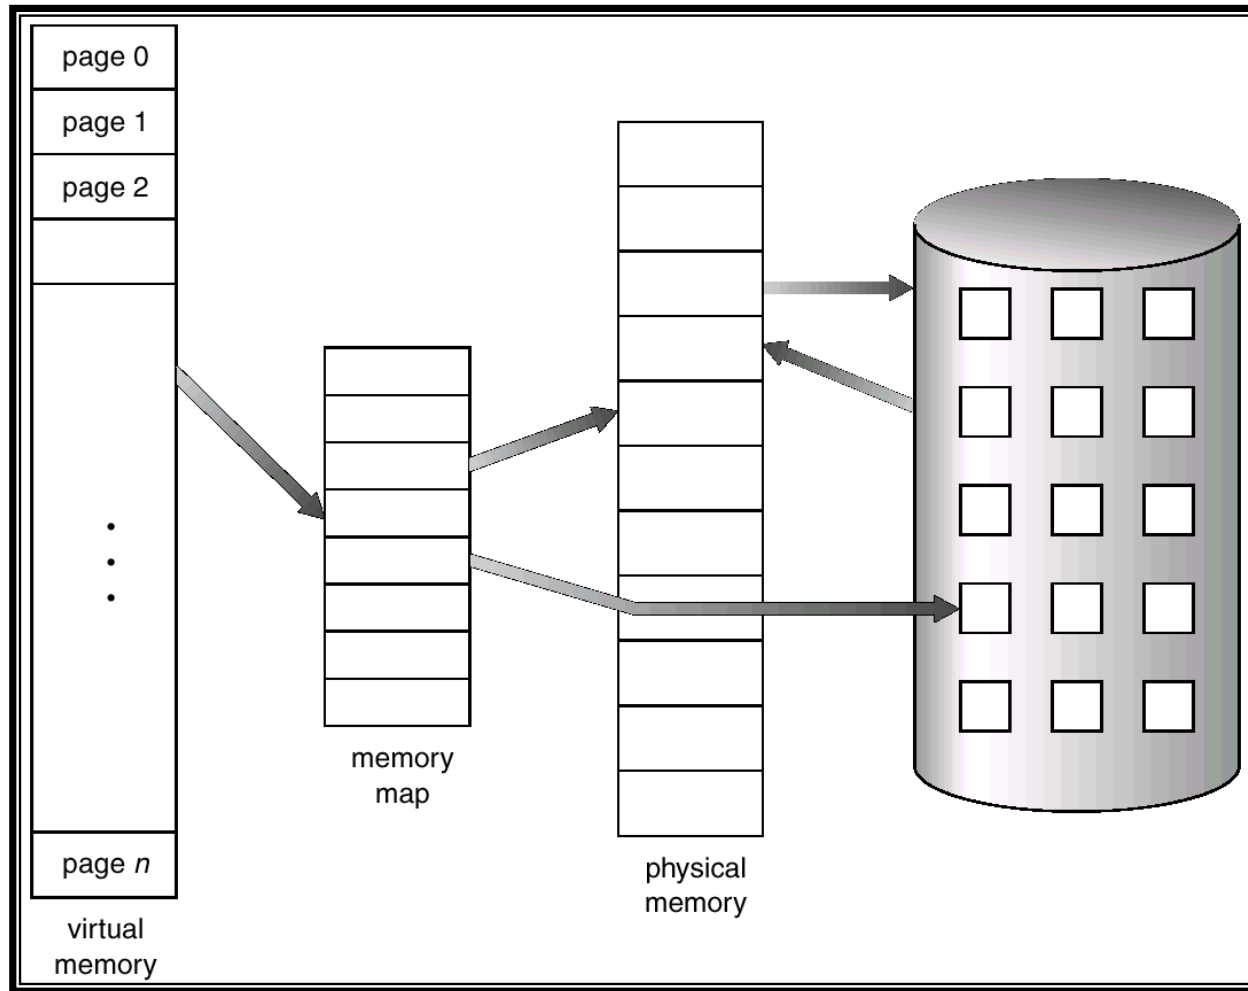 page 0
page 1
page 2
page n
virtual
memory
memory
map
physical
memory